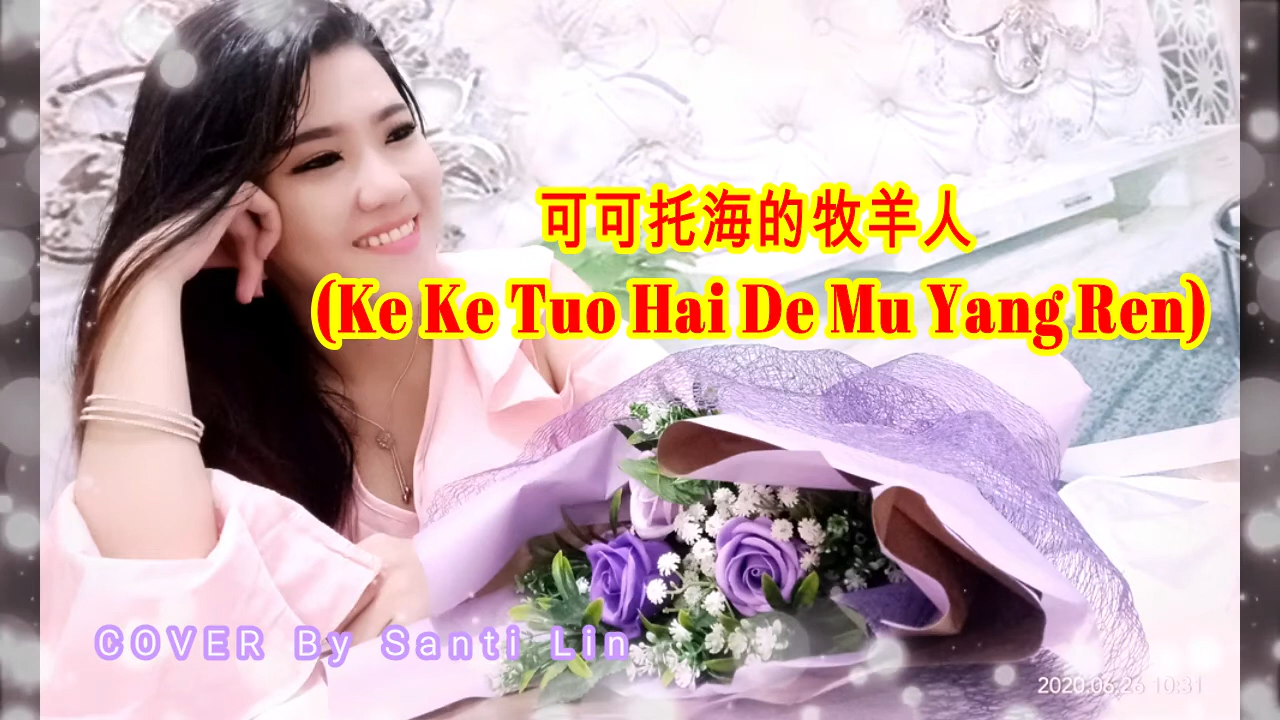 可可托海的牧羊人
(Ke Ke Tuo Hai De Mu Yang Ren)
COVER By Santi Lin
2020.06.26 10:31